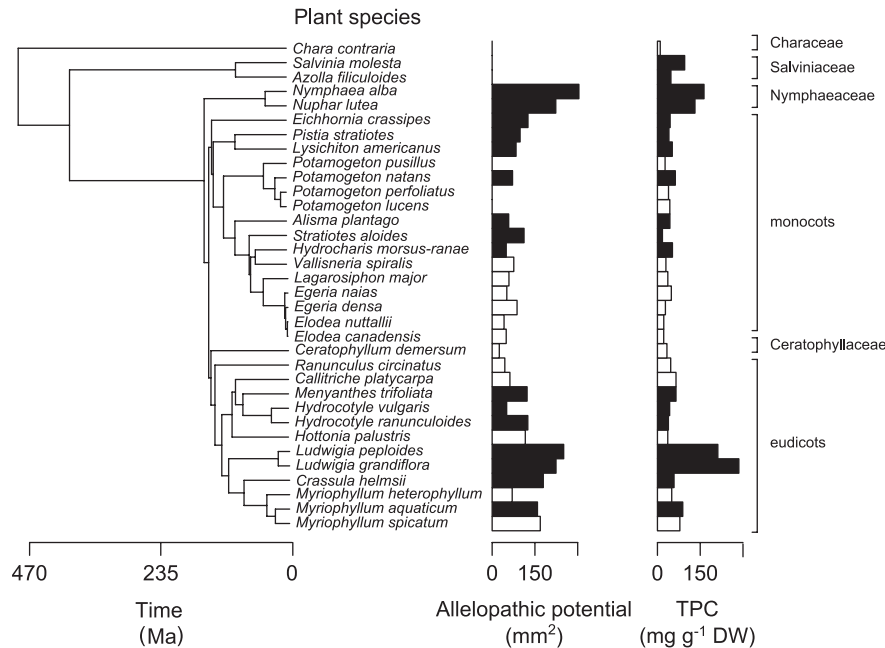 Plant species
Chara contraria
Salvinia molesta
Azolla filiculoides
Nymphaea alba
Nuphar lutea
Eichhornia crassipes
Pistia stratiotes
Lysichiton americanus
Potamogeton pusillus
Potamogeton natans
Potamogeton perfoliatus
Potamogeton lucens
Alisma plantago
Stratiotes aloides
Hydrocharis morsus-ranae
Vallisneria spiralis
Lagarosiphon major
Egeria naias
Egeria densa
Elodea nuttallii
Elodea canadensis
Ceratophyllum demersum
Ranunculus circinatus
Callitriche platycarpa
Menyanthes trifoliata
Hydrocotyle vulgaris
Hydrocotyle ranunculoides
Hottonia palustris
Ludwigia peploides
Ludwigia grandiflora
Crassula helmsii
Myriophyllum heterophyllum
Myriophyllum aquaticum
Myriophyllum spicatum
Characeae
Salviniaceae
Nymphaeaceae
monocots
Ceratophyllaceae
eudicots
470 235 0
Time
(Ma)
0 150
Allelopathic potential
(mm²)
0 150
TPC
(mg g⁻¹ DW)